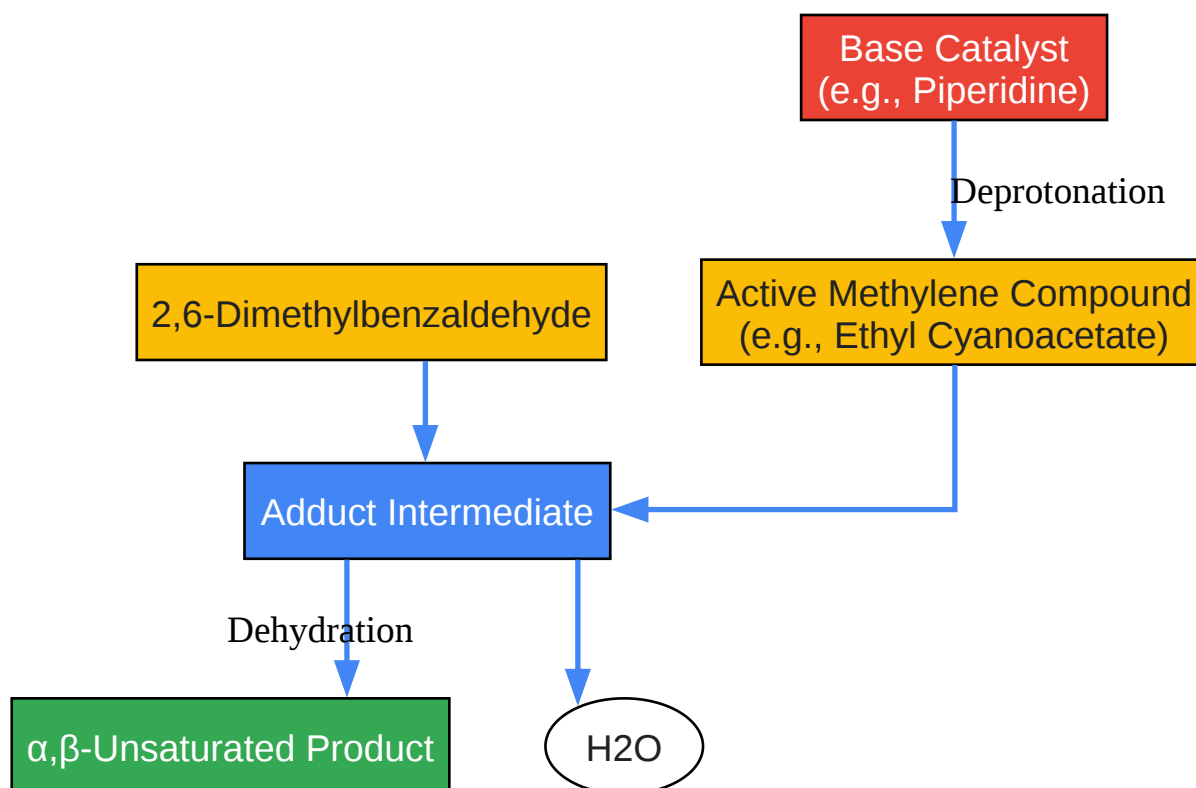 Base Catalyst
(e.g., Piperidine)
Deprotonation
2,6-Dimethylbenzaldehyde
Active Methylene Compound
(e.g., Ethyl Cyanoacetate)
Adduct Intermediate
Dehydration
α,β-Unsaturated Product
H2O